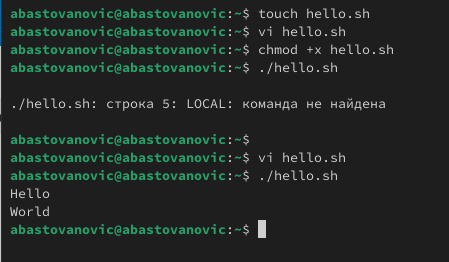 abastovanovic@abastovanovic:~$ touch hello.sh
abastovanovic@abastovanovic:~$ vi hello.sh
abastovanovic@abastovanovic:~$ chmod +x hello.sh
abastovanovic@abastovanovic:~$ ./hello.sh
./hello.sh: строка 5: LOCAL: команда не найдена
abastovanovic@abastovanovic:~$
abastovanovic@abastovanovic:~$ vi hello.sh
abastovanovic@abastovanovic:~$ ./hello.sh
Hello
World
abastovanovic@abastovanovic:~$